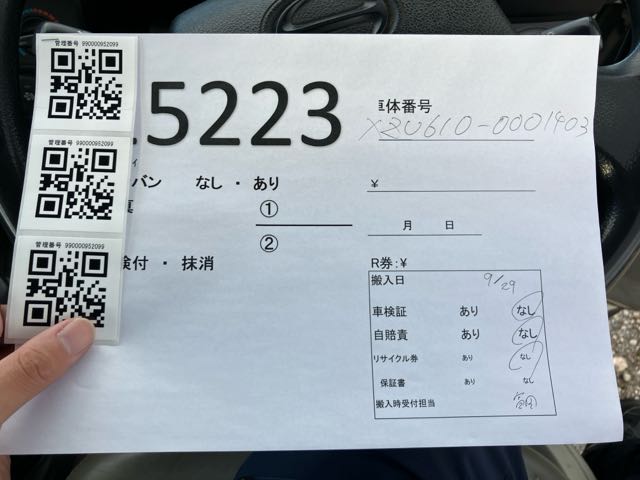 管理番号 990000952099
管理番号 990000952099
管理番号 990000952099
5223
車体番号
XZU610-0001403
バン なし ・ あり
¥
①
月 日
②
検付 ・ 抹消
R券:¥
搬入日 9/29
車検証 あり なし
自賠責 あり なし
リサイクル券 あり なし
保証書 あり なし
搬入時受付担当